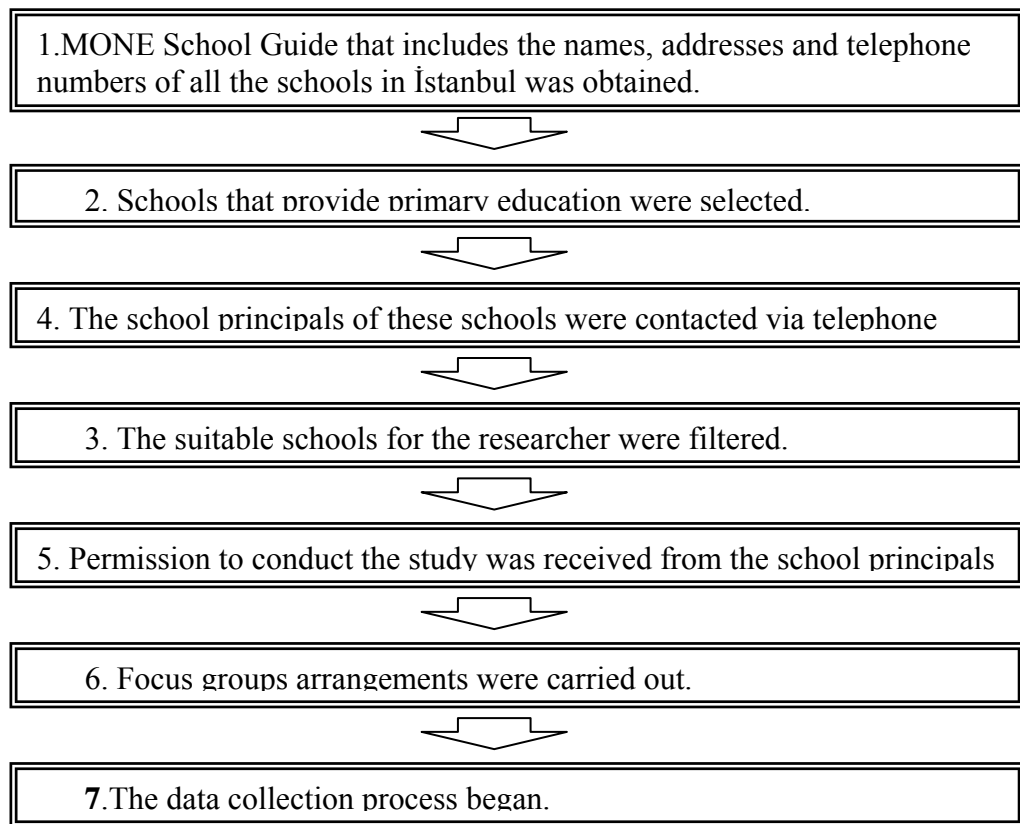 1.MONE School Guide that includes the names, addresses and telephone
numbers of all the schools in İstanbul was obtained.
2. Schools that provide primary education were selected.
4. The school principals of these schools were contacted via telephone
3. The suitable schools for the researcher were filtered.
5. Permission to conduct the study was received from the school principals
6. Focus groups arrangements were carried out.
7.The data collection process began.